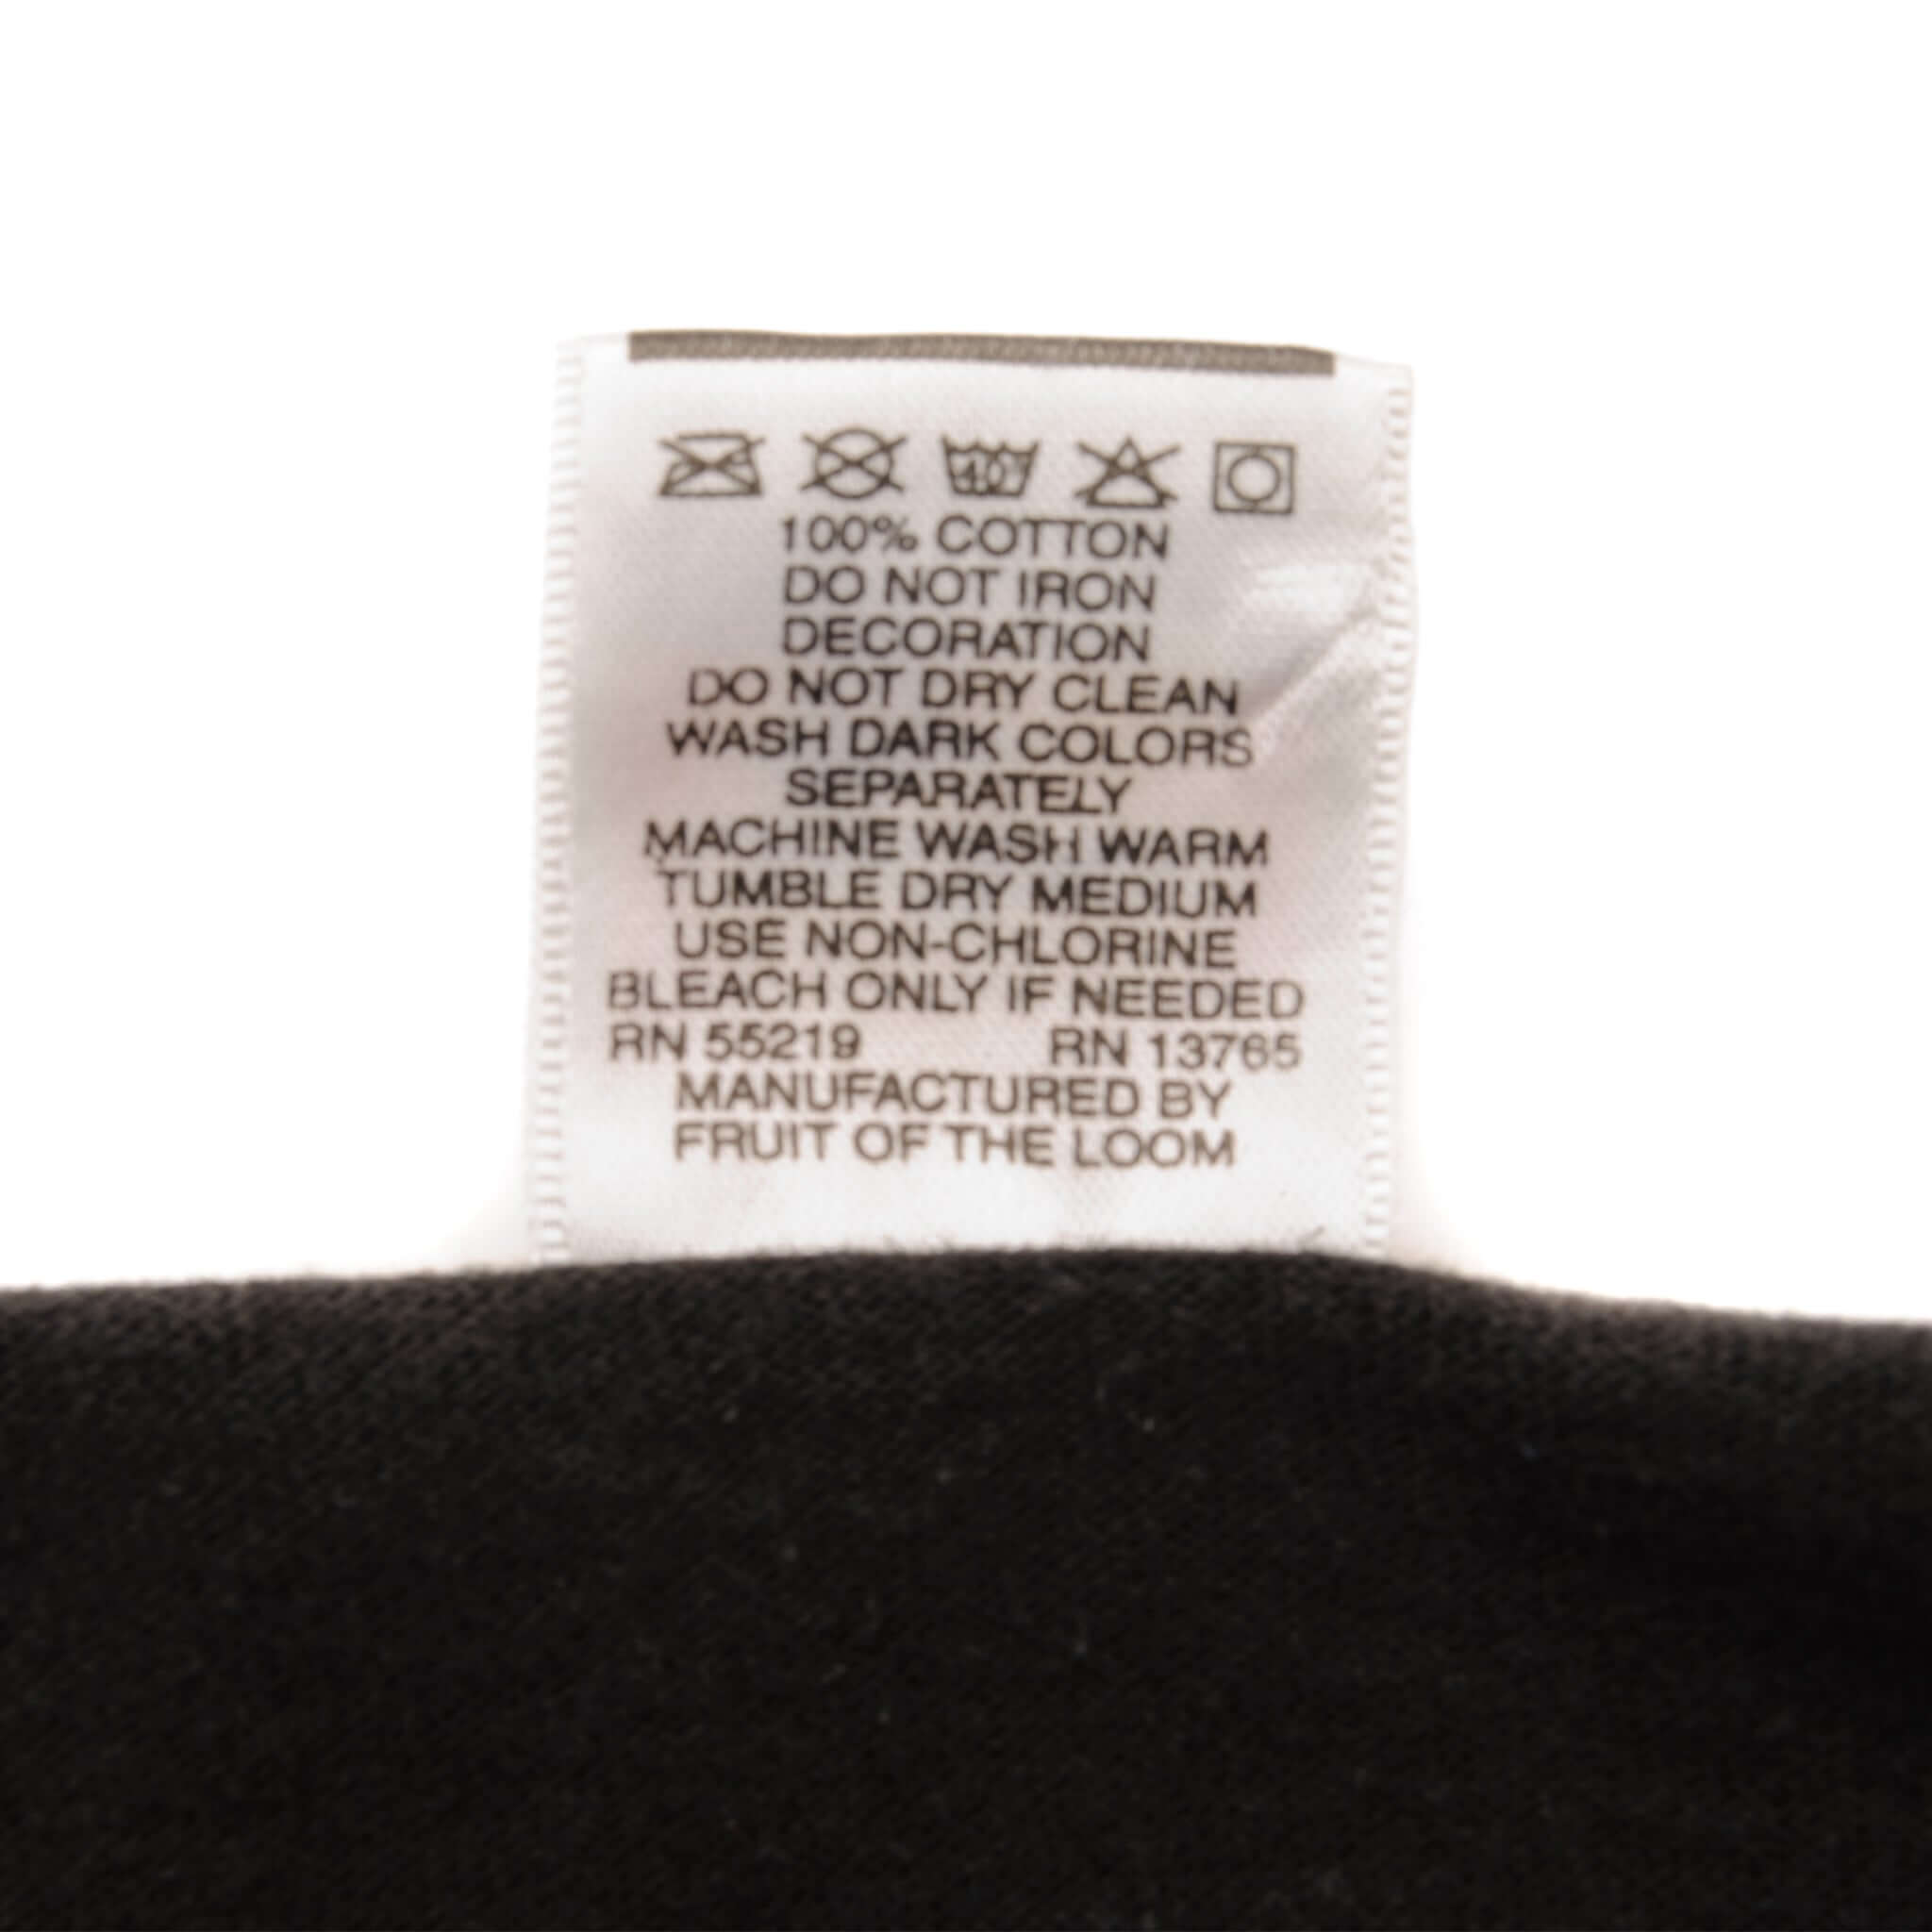 40°
100% COTTON
DO NOT IRON
DECORATION
DO NOT DRY CLEAN
WASH DARK COLORS
SEPARATELY
MACHINE WASH WARM
TUMBLE DRY MEDIUM
USE NON-CHLORINE
BLEACH ONLY IF NEEDED
RN 55219 RN 13765
MANUFACTURED BY
FRUIT OF THE LOOM